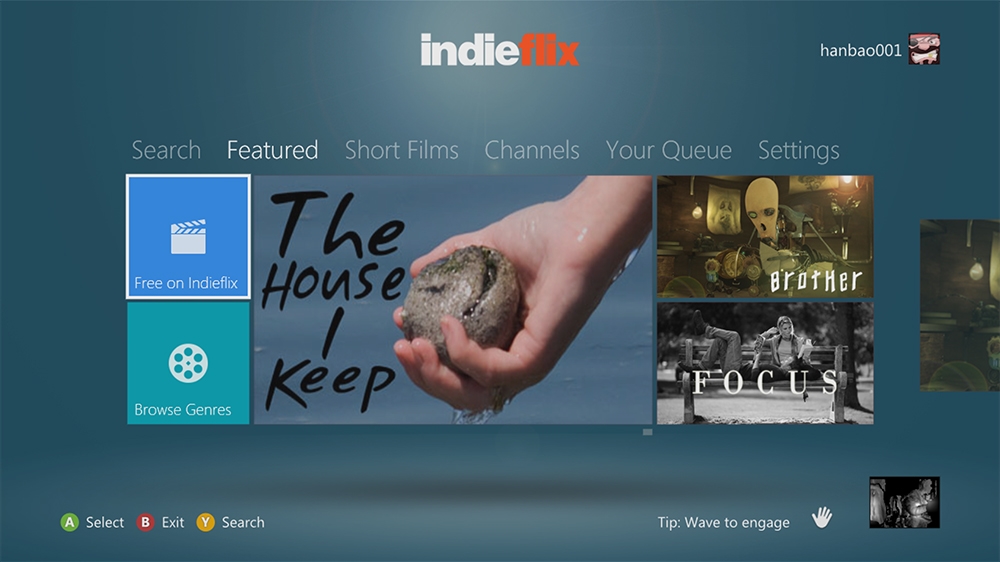 indieflix
hanbao001
Search Featured Short Films Channels Your Queue Settings
Free on Indieflix
Browse Genres
The
House
I
Keep
BROTHER
FOCUS
A Select B Exit Y Search
Tip: Wave to engage